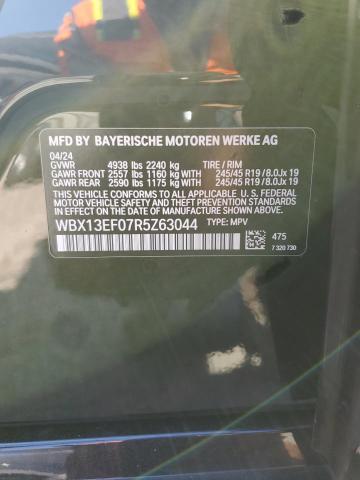 MFD BY BAYERISCHE MOTOREN WERKE AG
04/24
GVWR 4938 lbs 2240 kg TIRE / RIM
GAWR FRONT 2557 lbs 1160 kg WITH 245/45 R19 / 8.0Jx 19
GAWR REAR 2590 lbs 1175 kg WITH 245/45 R19 / 8.0Jx 19
THIS VEHICLE CONFORMS TO ALL APPLICABLE U.S. FEDERAL
MOTOR VEHICLE SAFETY, BUMPER, AND THEFT PREVENTION
STANDARDS IN EFFECT ON THE DATE OF MANUFACTURE SHOWN ABOVE.
WBX13EF07R5Z63044 TYPE: MPV
475
7 320 730